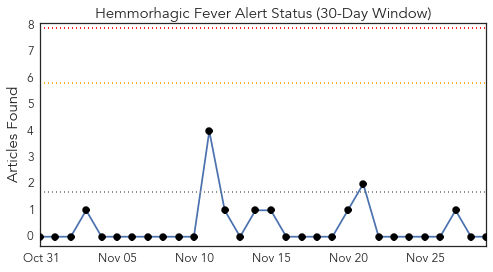 Hemmorhagic Fever Alert Status (30-Day Window)
Articles Found
8
7
6
5
4
3
2
1
0
Oct 31
Nov 05
Nov 10
Nov 15
Nov 20
Nov 25